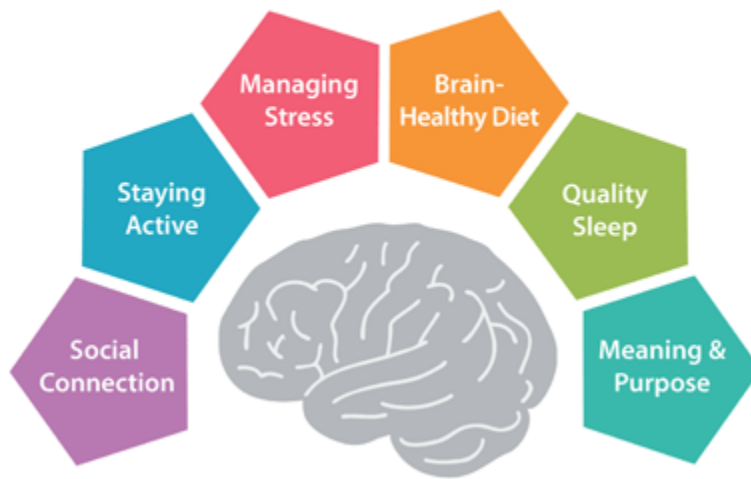 Managing
Stress
Brain-
Healthy Diet
Staying
Active
Quality
Sleep
Social
Connection
Meaning &
Purpose